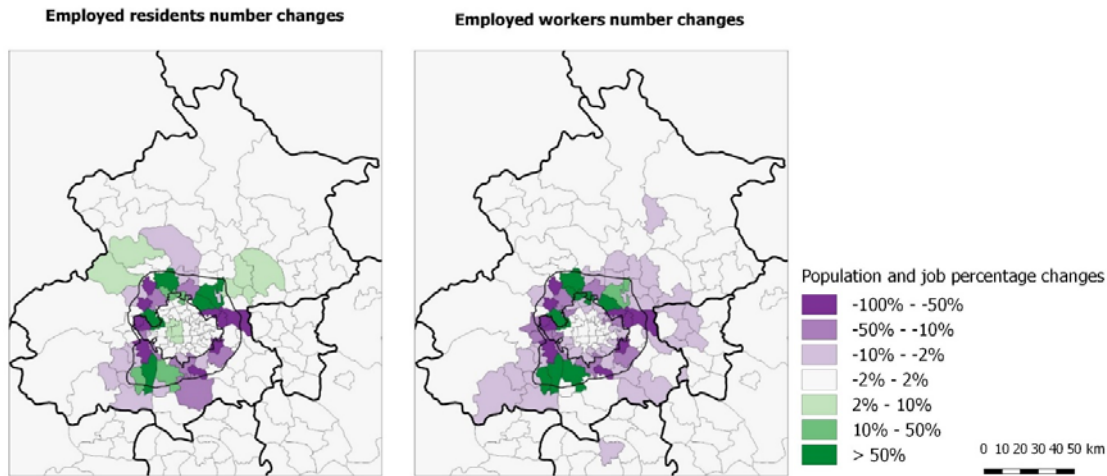 Employed residents number changes
Employed workers number changes
Population and job percentage changes
-100% - -50%
-50% - -10%
-10% - -2%
-2% - 2%
2% - 10%
10% - 50%
> 50%
0 10 20 30 40 50 km